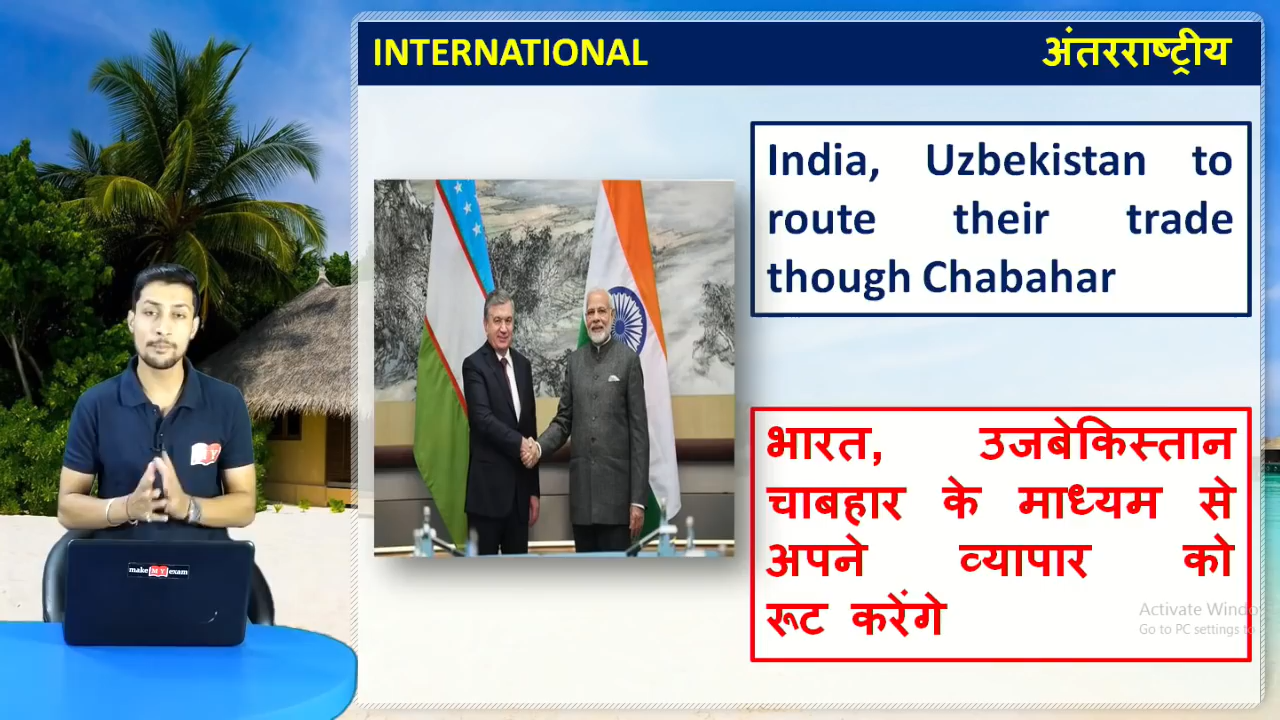 INTERNATIONAL
अंतरराष्ट्रीय
India, Uzbekistan to
route their trade
though Chabahar
भारत, उजबेकिस्तान
चाबहार के माध्यम से
अपने व्यापार को
रूट करेंगे
Activate Windo
Go to PC settings to
make MY exam